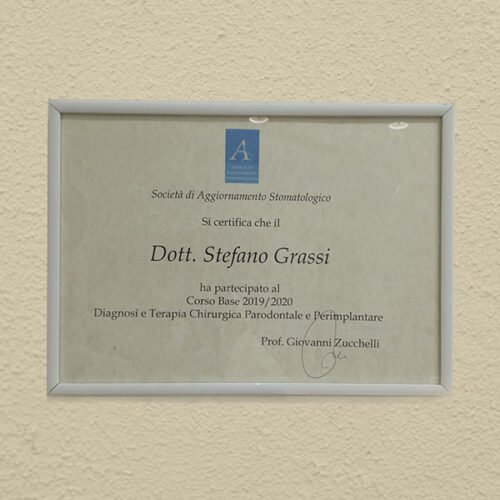 A
Società di Aggiornamento Stomatologico
Si certifica che il
Dott. Stefano Grassi
ha partecipato al
Corso Base 2019/2020
Diagnosi e Terapia Chirurgica Parodontale e Perimplantare
Prof. Giovanni Zucchelli